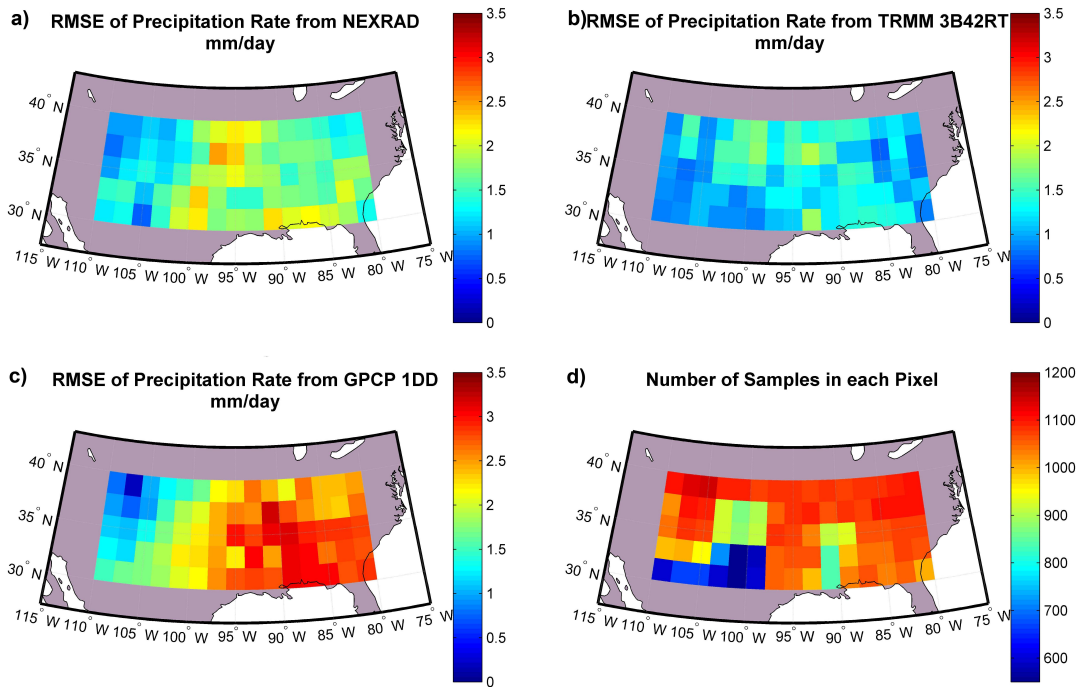 a) RMSE of Precipitation Rate from NEXRAD
mm/day
40° N
35° N
30° N
115° W 110° W 105° W 100° W 95° W 90° W 85° W 80° W 75° W
3.5
3
2.5
2
1.5
1
0.5
0
b) RMSE of Precipitation Rate from TRMM 3B42RT
mm/day
40° N
35° N
30° N
115° W 110° W 105° W 100° W 95° W 90° W 85° W 80° W 75° W
3.5
3
2.5
2
1.5
1
0.5
0
c) RMSE of Precipitation Rate from GPCP 1DD
mm/day
40° N
35° N
30° N
115° W 110° W 105° W 100° W 95° W 90° W 85° W 80° W 75° W
3.5
3
2.5
2
1.5
1
0.5
0
d) Number of Samples in each Pixel
40° N
35° N
30° N
115° W 110° W 105° W 100° W 95° W 90° W 85° W 80° W 75° W
1200
1100
1000
900
800
700
600